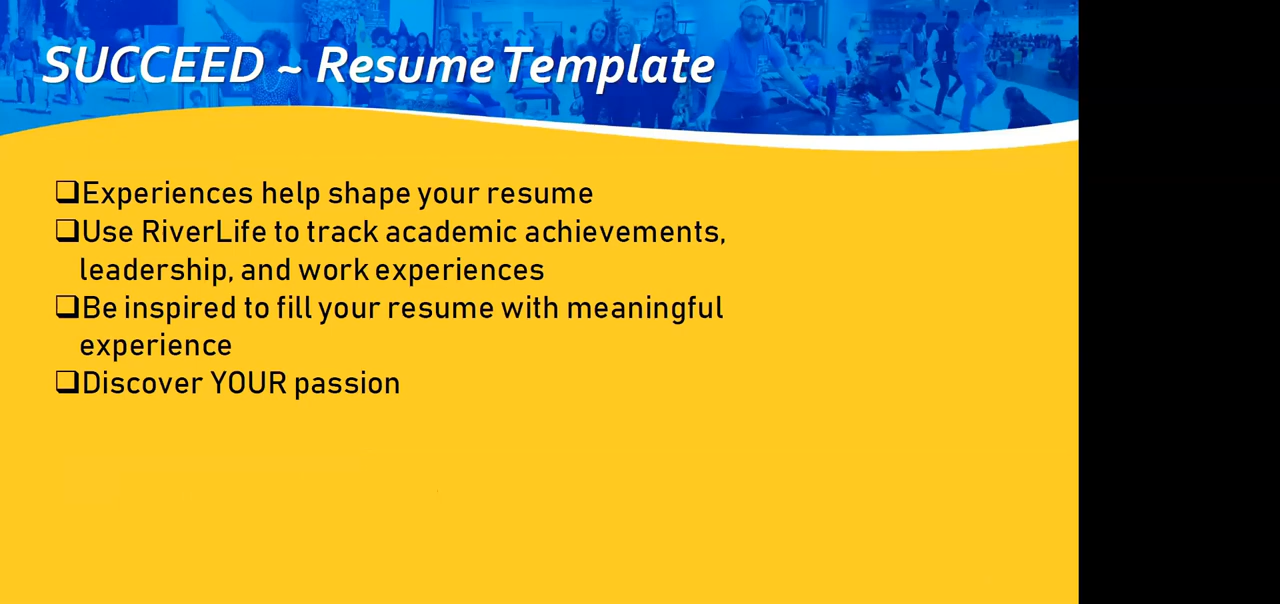 SUCCEED ~ Resume Template
❑Experiences help shape your resume
❑Use RiverLife to track academic achievements,
leadership, and work experiences
❑Be inspired to fill your resume with meaningful
experience
❑Discover YOUR passion